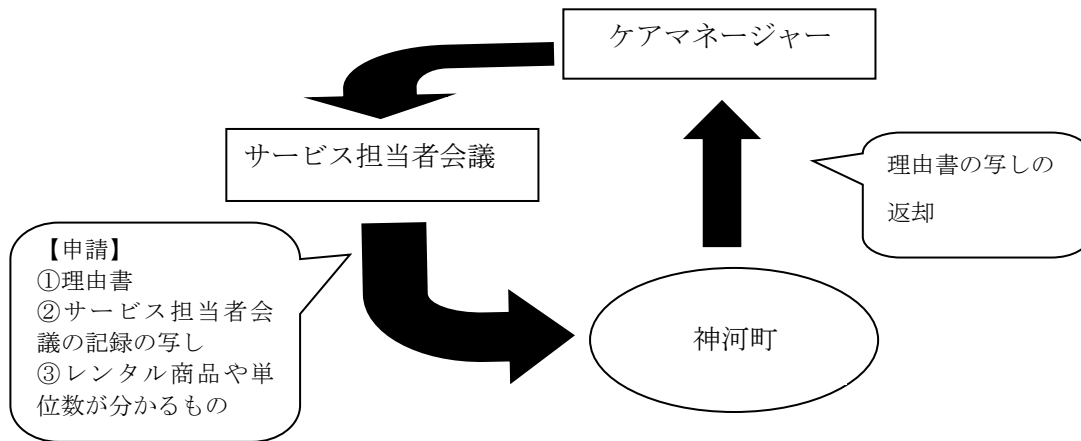 ケアマネージャー
サービス担当者会議
理由書の写しの
返却
【申請】
①理由書
②サービス担当者会
議の記録の写し
③レンタル商品や単
位数が分かるもの
神河町